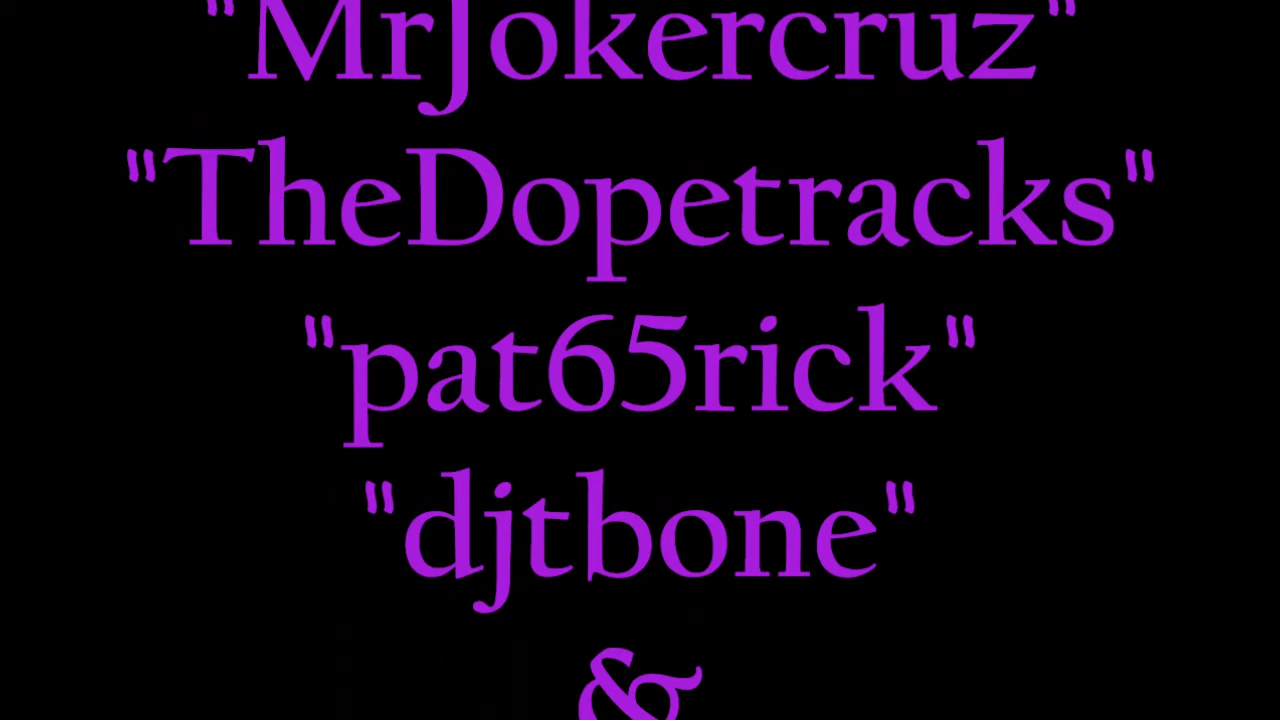 "MrJokercruz"
"TheDopetracks"
"pat65rick"
"djtbone"
&